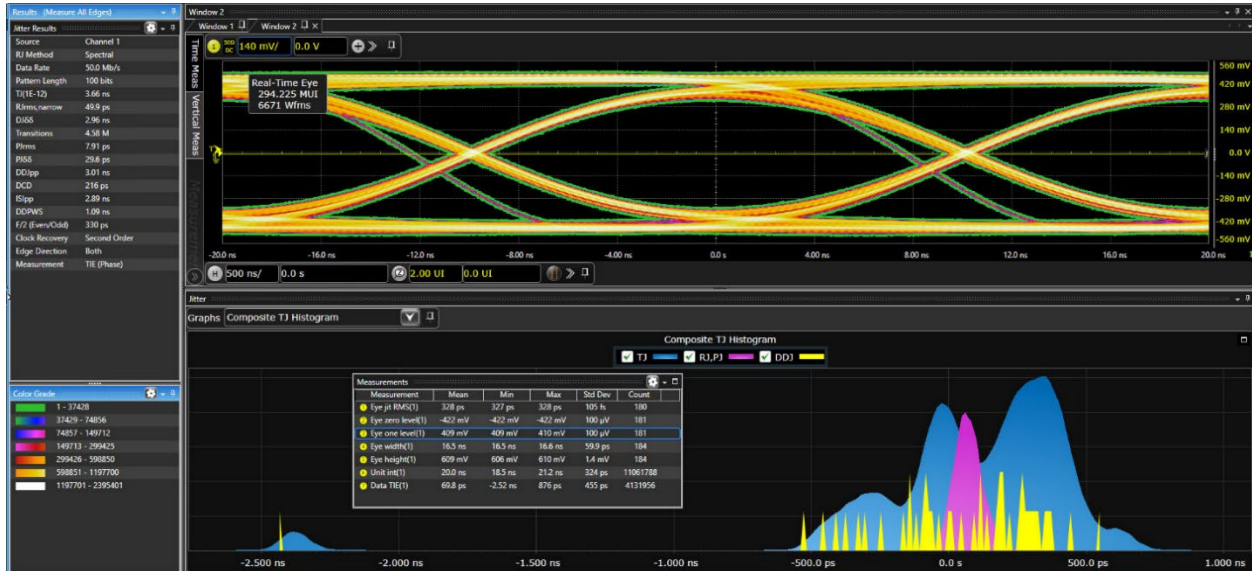 Results (Measure All Edges)
Jitter Results
Source Channel 1
RJ Method Spectral
Data Rate 50.0 Mb/s
Pattern Length 100 bits
TJ(1E-12) 3.66 ns
RJrms,narrow 49.9 ps
DJδδ 2.96 ns
Transitions 4.58 M
PJrms 7.91 ps
PJδδ 29.6 ps
DDJpp 3.01 ns
DCD 216 ps
ISIpp 2.89 ns
DDPWS 1.09 ns
F/2 (Even/Odd) 330 ps
Clock Recovery Second Order
Edge Direction Both
Measurement TIE (Phase)
Color Grade
1 - 37428
37429 - 74856
74857 - 149712
149713 - 299425
299426 - 598850
598851 - 1197700
1197701 - 2395401
Window 2
Window 1 Window 2
Time Meas
Vertical Meas
Measurements
1 50Ω DC 140 mV/ 0.0 V
Real-Time Eye
294.225 MUI
6671 Wfms
560 mV
420 mV
280 mV
140 mV
0.0 V
-140 mV
-280 mV
-420 mV
-560 mV
-20.0 ns -16.0 ns -12.0 ns -8.00 ns -4.00 ns 0.0 s 4.00 ns 8.00 ns 12.0 ns 16.0 ns 20.0 ns
H 500 ns/ 0.0 s Z 2.00 UI 0.0 UI
Jitter
Graphs Composite TJ Histogram
Composite TJ Histogram
TJ RJ,PJ DDJ
Measurements
Measurement Mean Min Max Std Dev Count
Eye jit RMS(1) 328 ps 327 ps 328 ps 105 fs 180
Eye zero level(1) -422 mV -422 mV -422 mV 100 µV 181
Eye one level(1) 409 mV 409 mV 410 mV 100 µV 181
Eye width(1) 16.5 ns 16.5 ns 16.6 ns 59.9 ps 184
Eye height(1) 609 mV 606 mV 610 mV 1.4 mV 184
Unit int(1) 20.0 ns 18.5 ns 21.2 ns 324 ps 11061788
Data TIE(1) 69.8 ps -2.52 ns 876 ps 455 ps 4131956
-2.500 ns -2.000 ns -1.500 ns -1.000 ns -500.0 ps 0.0 s 500.0 ps 1.000 ns